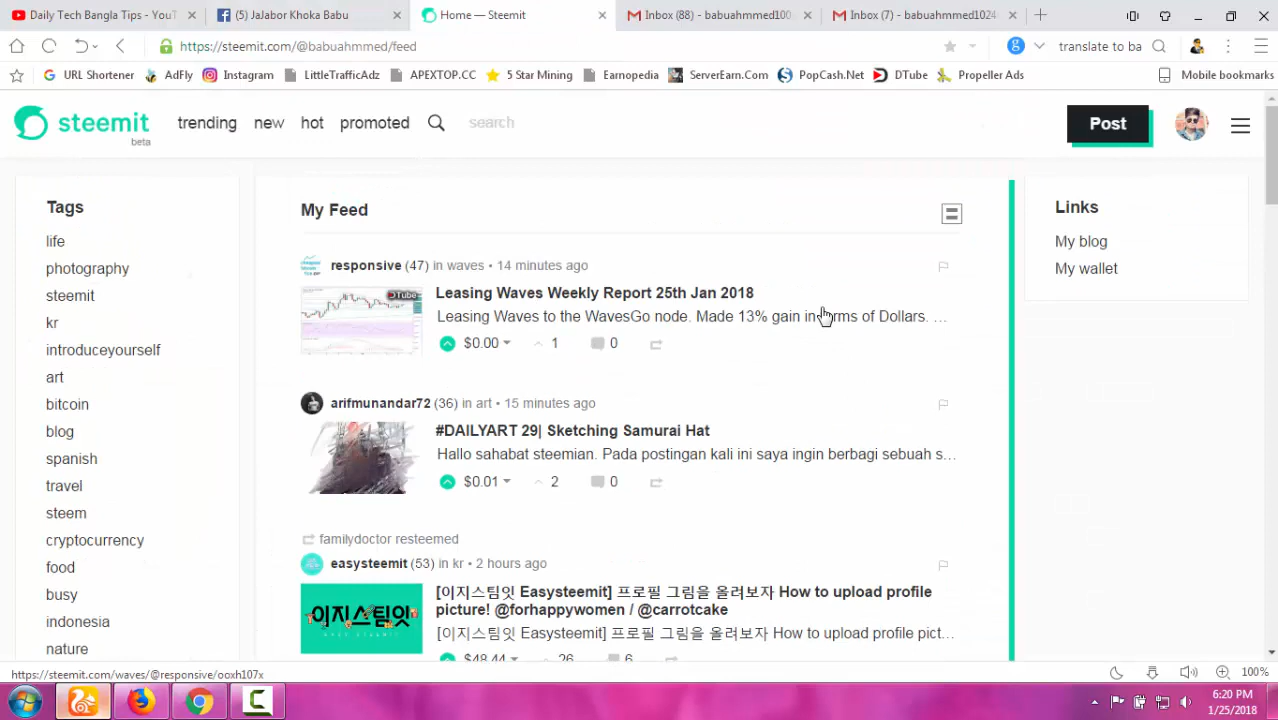 Daily Tech Bangla Tips - YouT
(5) Jalabor Khoka Babu
Home — Steemit
Inbox (88) - babuahmmed100
Inbox (7) - babuahmmed1024
https://steemit.com/@babuahmmed/feed
translate to ba
URL Shortener
AdFly
Instagram
LittleTrafficAdz
APEXTOP.CC
5 Star Mining
Earnopedia
ServerEarn.Com
PopCash.Net
DTube
Propeller Ads
Mobile bookmarks
steemit
beta
trending
new
hot
promoted
search
Post
Tags
life
photography
steemit
kr
introduceyourself
art
bitcoin
blog
spanish
travel
steem
cryptocurrency
food
busy
indonesia
nature
My Feed
responsive (47) in waves • 14 minutes ago
DTube
Leasing Waves Weekly Report 25th Jan 2018
Leasing Waves to the WavesGo node. Made 13% gain in terms of Dollars. …
$0.00 1 0
arifmunandar72 (36) in art • 15 minutes ago
#DAILYART 29| Sketching Samurai Hat
Hallo sahabat steemian. Pada postingan kali ini saya ingin berbagi sebuah s…
$0.01 2 0
familydoctor resteemed
easysteemit (53) in kr • 2 hours ago
이지스팀잇
[이지스팀잇 Easysteemit] 프로필 그림을 올려보자 How to upload profile
picture! @forhappywomen / @carrotcake
[이지스팀잇 Easysteemit] 프로필 그림을 올려보자 How to upload profile pict…
$48.44 26 6
Links
My blog
My wallet
https://steemit.com/waves/@responsive/ooxh107x
100%
6:20 PM
1/25/2018